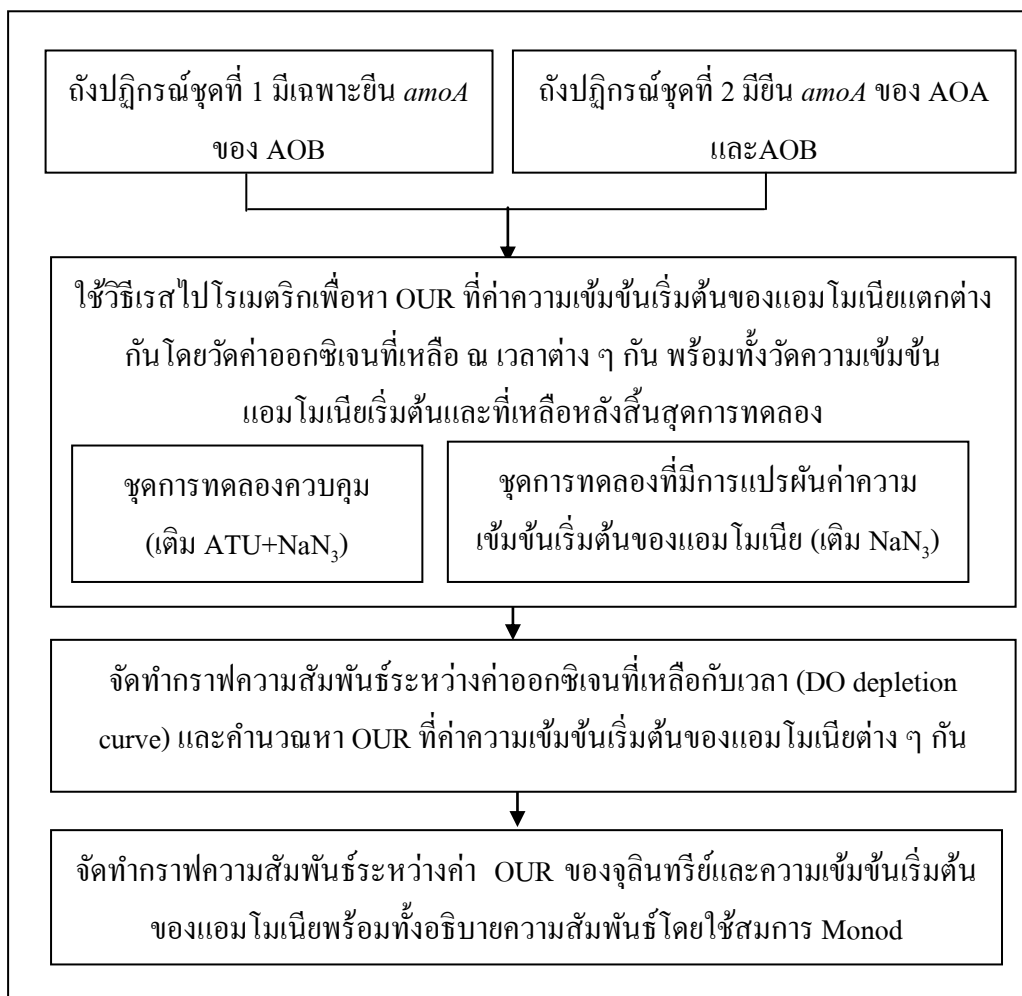 ถังปฏิกรณ์ชุดที่ 1 มีเฉพาะยีน amoA
ของ AOB
ถังปฏิกรณ์ชุดที่ 2 มียีน amoA ของ AOA
และAOB
ใช้วิธีเรสไปโรเมตริกเพื่อหา OUR ที่ค่าความเข้มข้นเริ่มต้นของแอมโมเนียแตกต่าง
กันโดยวัดค่าออกซิเจนที่เหลือ ณ เวลาต่าง ๆ กัน พร้อมทั้งวัดความเข้มข้น
แอมโมเนียเริ่มต้นและที่เหลือหลังสิ้นสุดการทดลอง
ชุดการทดลองควบคุม
(เติม ATU+NaN₃)
ชุดการทดลองที่มีการแปรผันค่าความ
เข้มข้นเริ่มต้นของแอมโมเนีย (เติม NaN₃)
จัดทำกราฟความสัมพันธ์ระหว่างค่าออกซิเจนที่เหลือกับเวลา (DO depletion
curve) และคำนวณหา OUR ที่ค่าความเข้มข้นเริ่มต้นของแอมโมเนียต่าง ๆ กัน
จัดทำกราฟความสัมพันธ์ระหว่างค่า OUR ของจุลินทรีย์และความเข้มข้นเริ่มต้น
ของแอมโมเนียพร้อมทั้งอธิบายความสัมพันธ์โดยใช้สมการ Monod